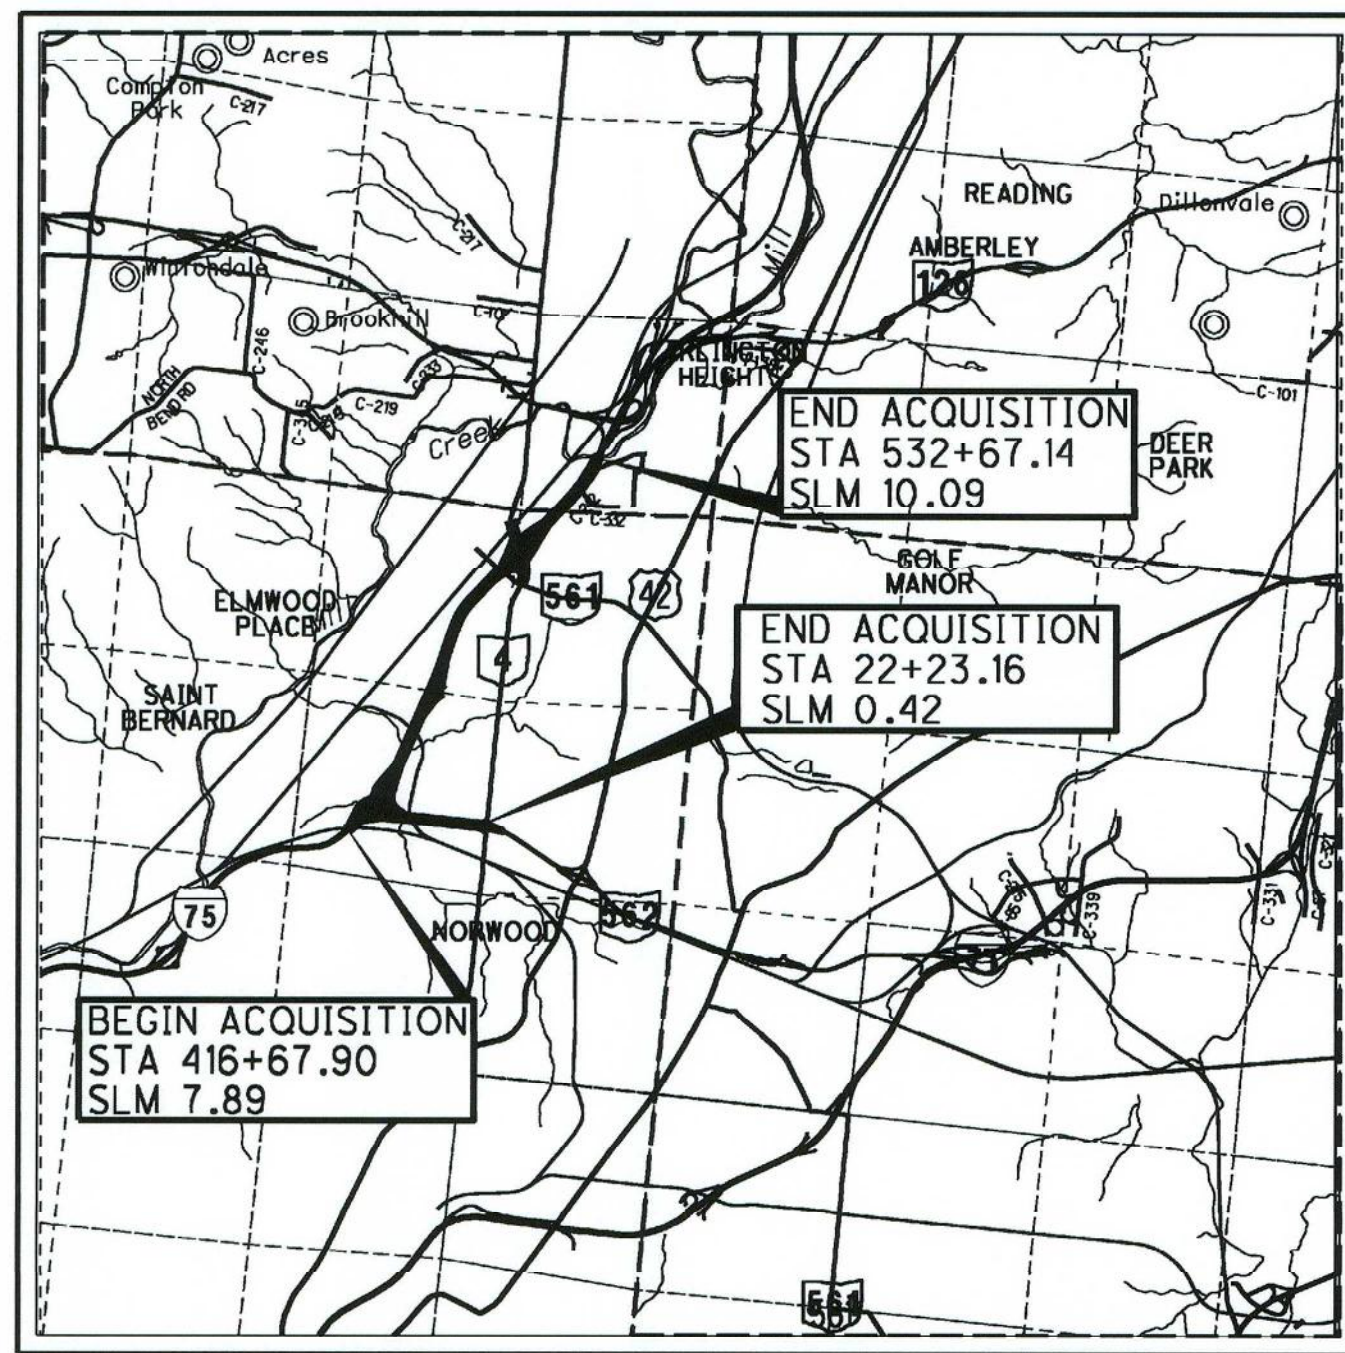 Acres
Compton
Park
C-217
READING
Dillonvale
C-217
AMBERLEY
126
Mill
Brookhill
C-246
NORTH
BEND RD
C-233
C-219
Creek
HEIGHTS
C-101
END ACQUISITION
STA 532+67.14
SLM 10.09
DEER
PARK
C-332
GOLF
MANOR
561
42
ELMWOOD
PLACE
Mill
4
END ACQUISITION
STA 22+23.16
SLM 0.42
SAINT
BERNARD
75
NORWOOD
562
C-339
C-331
BEGIN ACQUISITION
STA 416+67.90
SLM 7.89
561